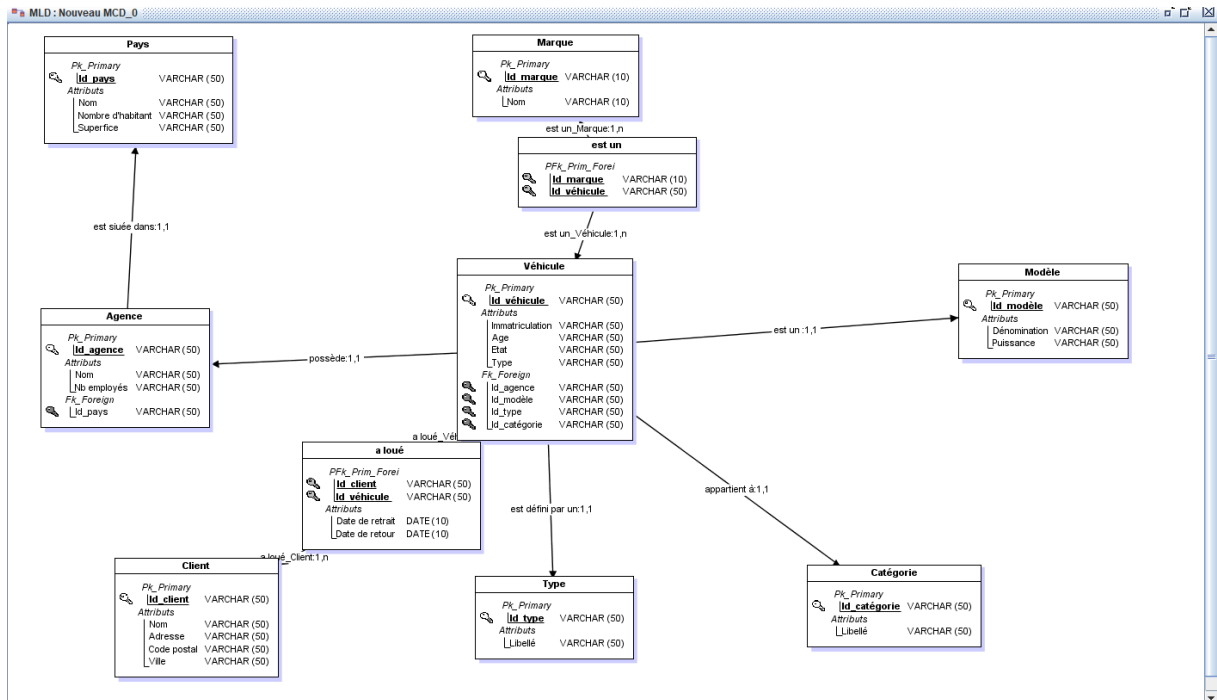 MLD : Nouveau MCD_0
Pays
Pk_Primary
Id_pays VARCHAR (50)
Attributs
Nom VARCHAR (50)
Nombre d'habitant VARCHAR (50)
Superfice VARCHAR (50)
Marque
Pk_Primary
Id_marque VARCHAR (10)
Attributs
Nom VARCHAR (10)
est un_Marque:1,n
est un
PFk_Prim_Forei
Id_marque VARCHAR (10)
Id_véhicule VARCHAR (50)
est un_Véhicule:1,n
est siuée dans:1,1
Véhicule
Pk_Primary
Id_véhicule VARCHAR (50)
Attributs
Immatriculation VARCHAR (50)
Age VARCHAR (50)
Etat VARCHAR (50)
Type VARCHAR (50)
Fk_Foreign
Id_agence VARCHAR (50)
Id_modèle VARCHAR (50)
Id_type VARCHAR (50)
Id_catégorie VARCHAR (50)
Modèle
Pk_Primary
Id_modèle VARCHAR (50)
Attributs
Dénomination VARCHAR (50)
Puissance VARCHAR (50)
est un :1,1
Agence
Pk_Primary
Id_agence VARCHAR (50)
Attributs
Nom VARCHAR (50)
Nb employés VARCHAR (50)
Fk_Foreign
Id_pays VARCHAR (50)
possède:1,1
a loué_Véh
a loué
PFk_Prim_Forei
Id_client VARCHAR (50)
Id_véhicule VARCHAR (50)
Attributs
Date de retrait DATE (10)
Date de retour DATE (10)
a loué_Client:1,n
est défini par un:1,1
appartient à:1,1
Client
Pk_Primary
Id_client VARCHAR (50)
Attributs
Nom VARCHAR (50)
Adresse VARCHAR (50)
Code postal VARCHAR (50)
Ville VARCHAR (50)
Type
Pk_Primary
Id_type VARCHAR (50)
Attributs
Libellé VARCHAR (50)
Catégorie
Pk_Primary
Id_catégorie VARCHAR (50)
Attributs
Libellé VARCHAR (50)